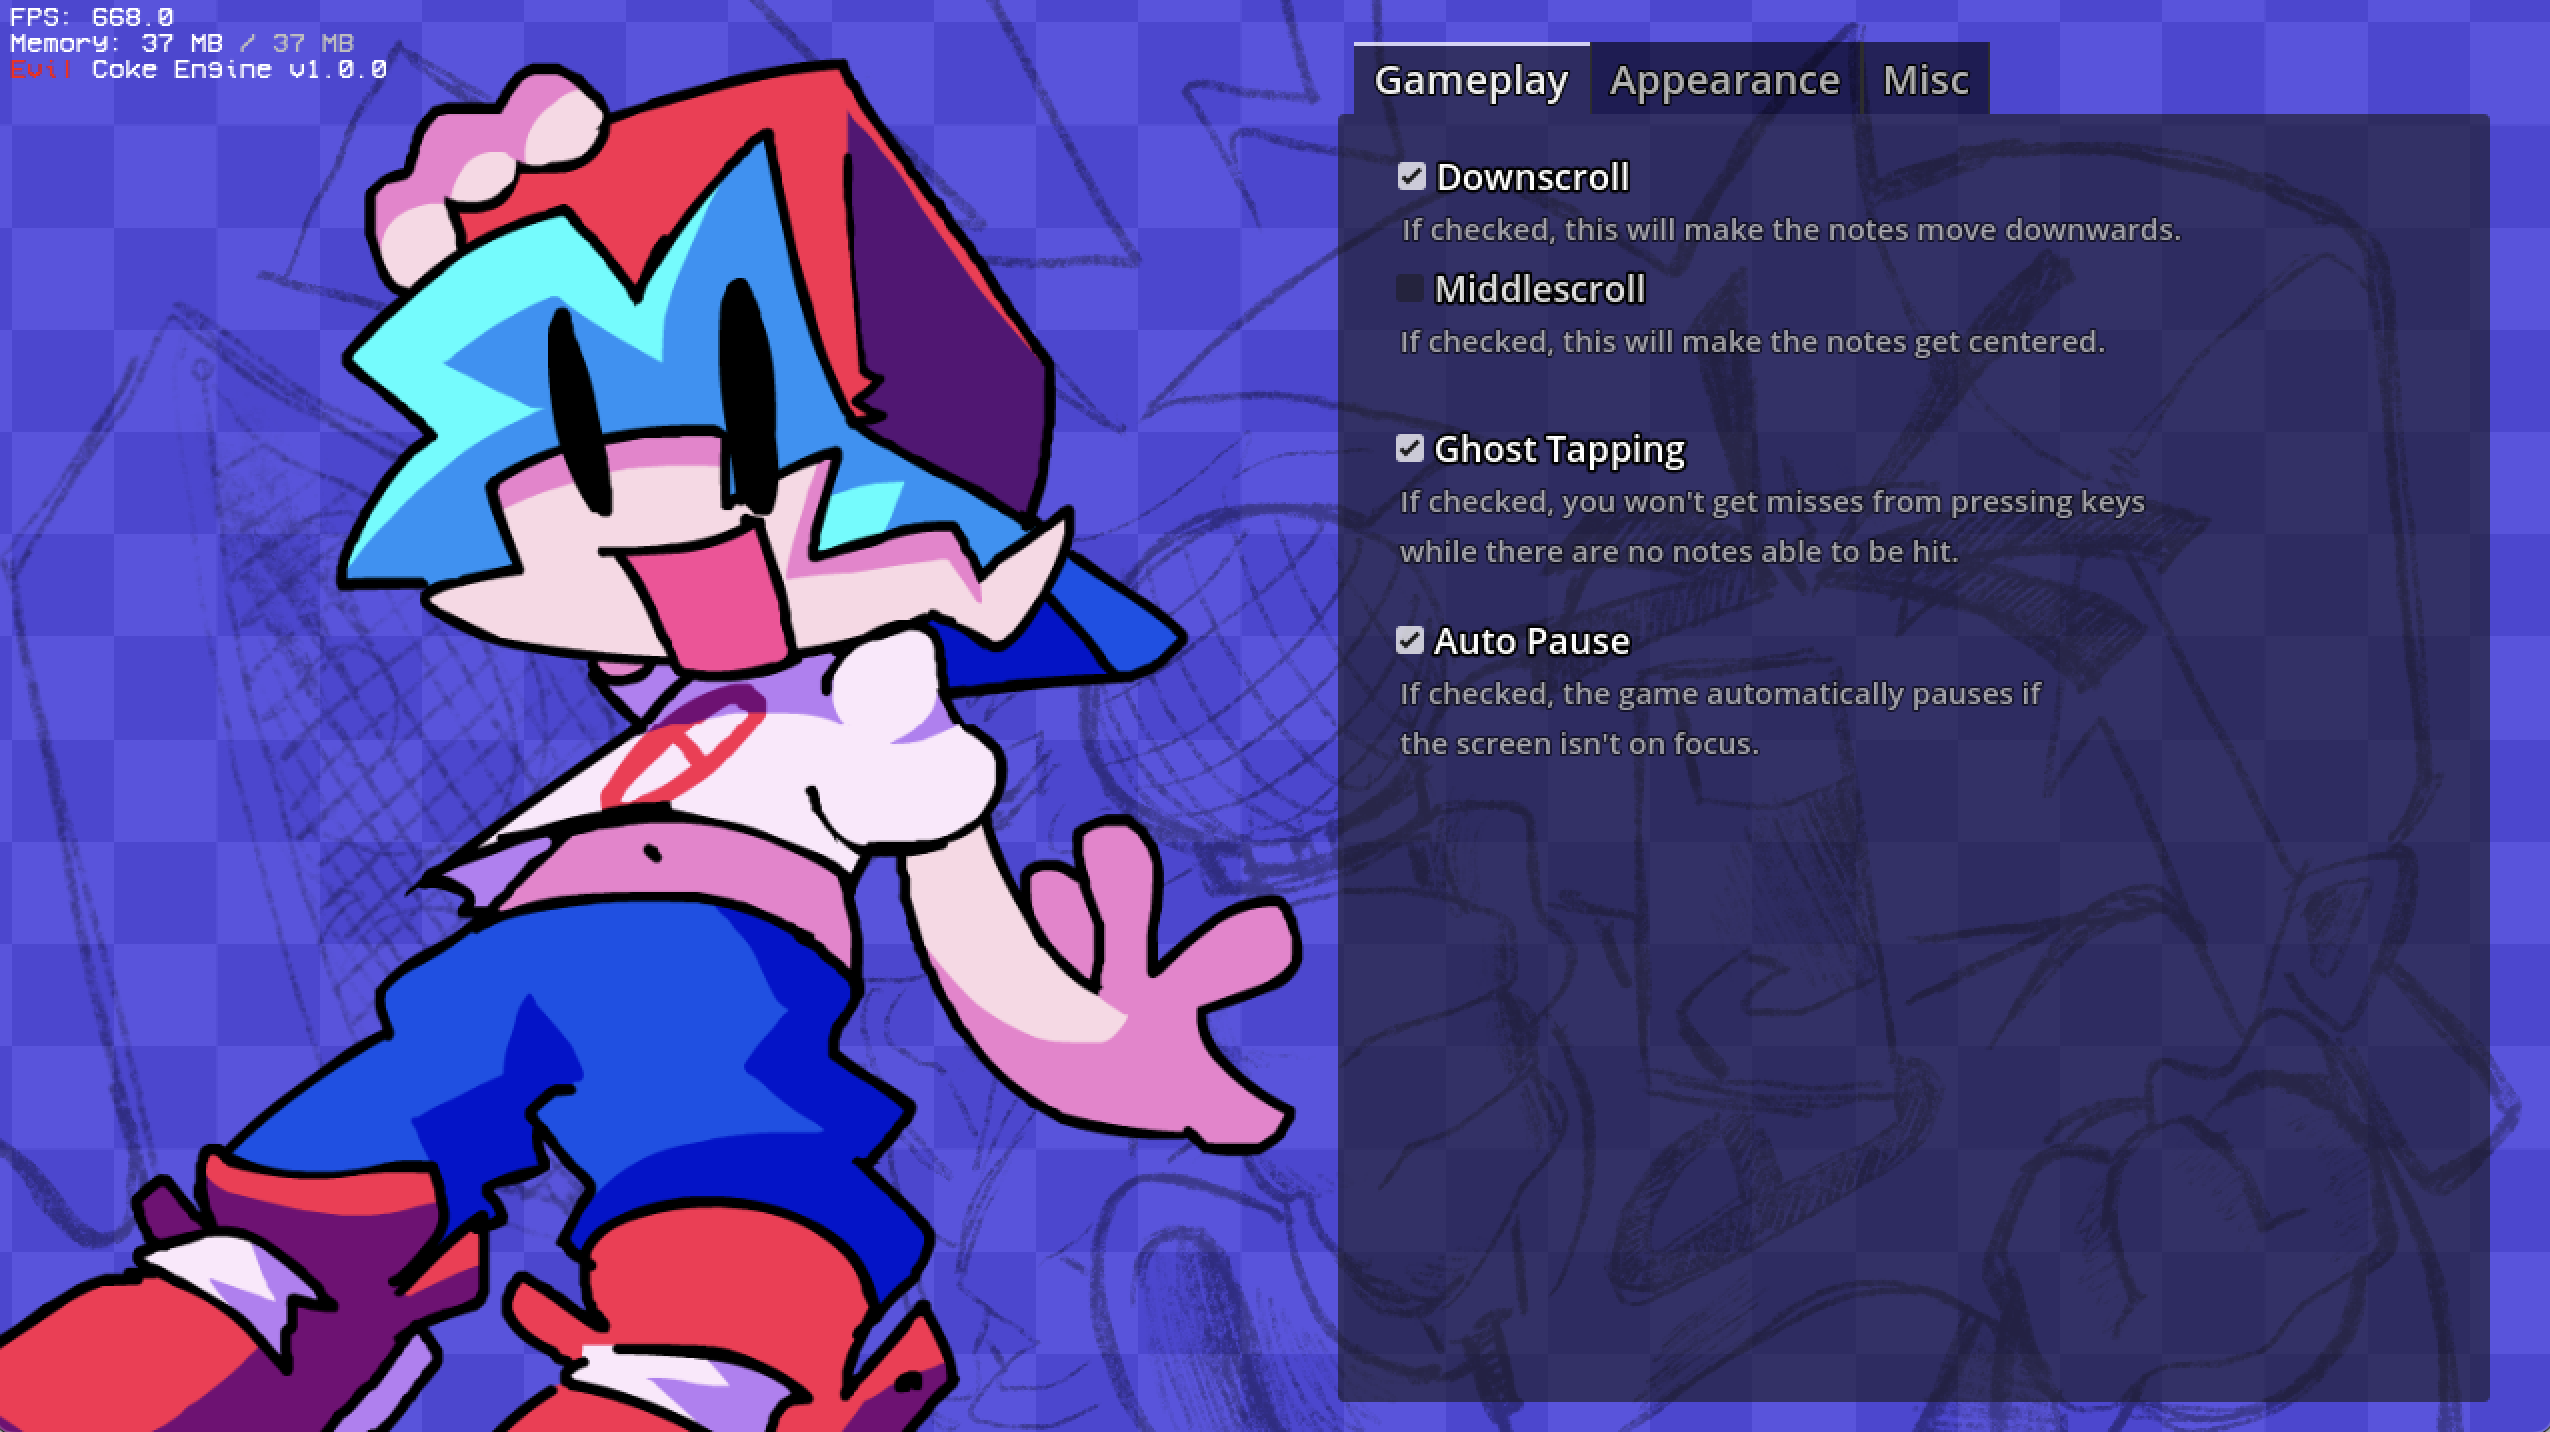 FPS: 668.0
Memory: 37 MB / 37 MB
Evil Coke Engine v1.0.0
Gameplay Appearance Misc
Downscroll
If checked, this will make the notes move downwards.
Middlescroll
If checked, this will make the notes get centered.
Ghost Tapping
If checked, you won't get misses from pressing keys
while there are no notes able to be hit.
Auto Pause
If checked, the game automatically pauses if
the screen isn't on focus.